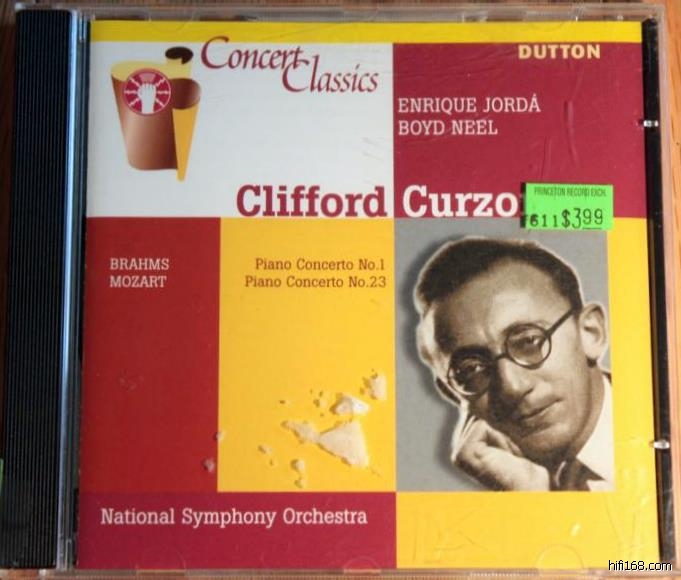 Concert
Classics
DUTTON
ENRIQUE JORDÁ
BOYD NEEL
PRINCETON RECORD EXCH.
611 $3.99
Clifford Curzo
BRAHMS Piano Concerto No.1
MOZART Piano Concerto No.23
National Symphony Orchestra
hifi168.com